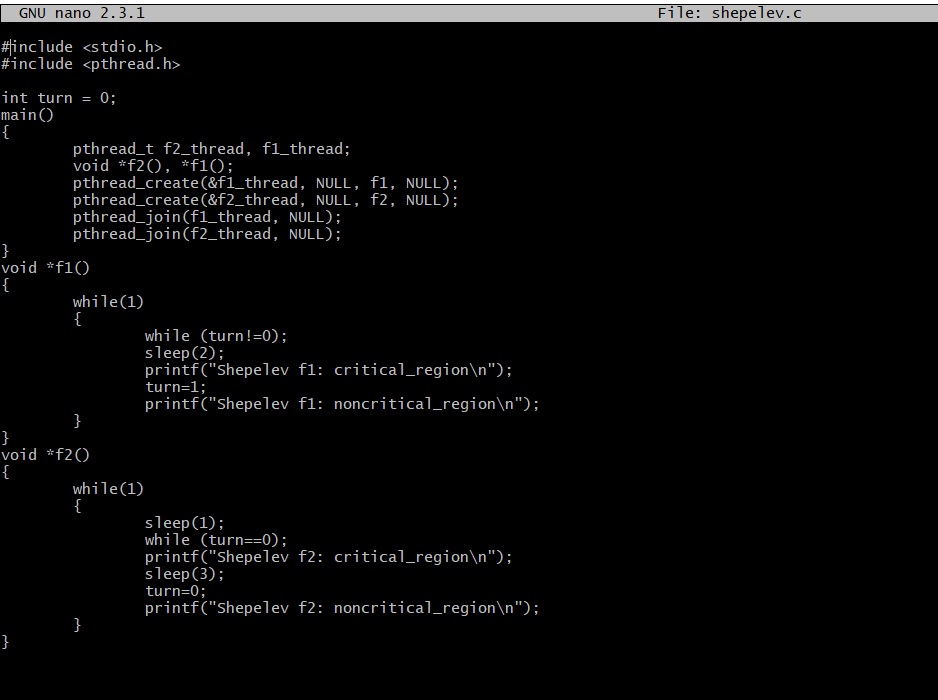 GNU nano 2.3.1 File: shepelev.c
#include <stdio.h>
#include <pthread.h>
int turn = 0;
main()
{
pthread_t f2_thread, f1_thread;
void *f2(), *f1();
pthread_create(&f1_thread, NULL, f1, NULL);
pthread_create(&f2_thread, NULL, f2, NULL);
pthread_join(f1_thread, NULL);
pthread_join(f2_thread, NULL);
}
void *f1()
{
while(1)
{
while (turn!=0);
sleep(2);
printf("Shepelev f1: critical_region\n");
turn=1;
printf("Shepelev f1: noncritical_region\n");
}
}
void *f2()
{
while(1)
{
sleep(1);
while (turn==0);
printf("Shepelev f2: critical_region\n");
sleep(3);
turn=0;
printf("Shepelev f2: noncritical_region\n");
}
}